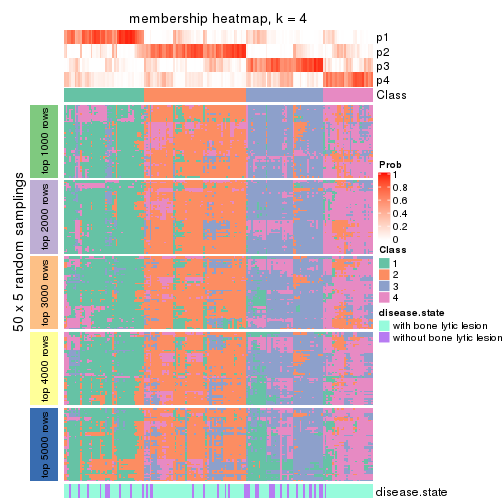 membership heatmap, k = 4
p1
p2
p3
p4
Class
50 x 5 random samplings
top 1000 rows
top 2000 rows
top 3000 rows
top 4000 rows
top 5000 rows
Prob
1
0.8
0.6
0.4
0.2
0
Class
1
2
3
4
disease.state
with bone lytic lesion
without bone lytic lesion
disease.state